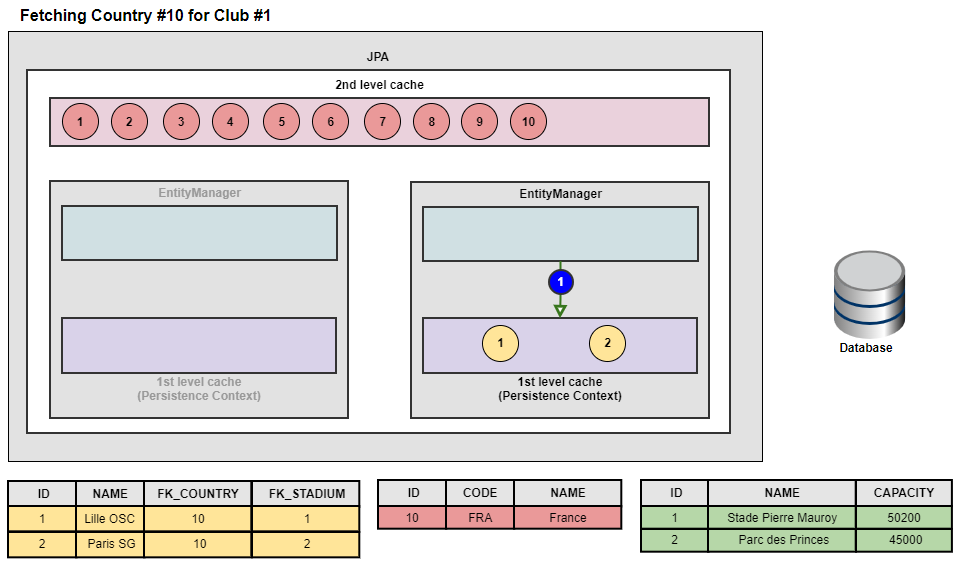 Fetching Country #10 for Club #1
JPA
2nd level cache
1 2 3 4 5 6 7 8 9 10
EntityManager
1st level cache
(Persistence Context)
EntityManager
1
1 2
1st level cache
(Persistence Context)
Database
ID NAME FK_COUNTRY FK_STADIUM
1 Lille OSC 10 1
2 Paris SG 10 2
ID CODE NAME
10 FRA France
ID NAME CAPACITY
1 Stade Pierre Mauroy 50200
2 Parc des Princes 45000